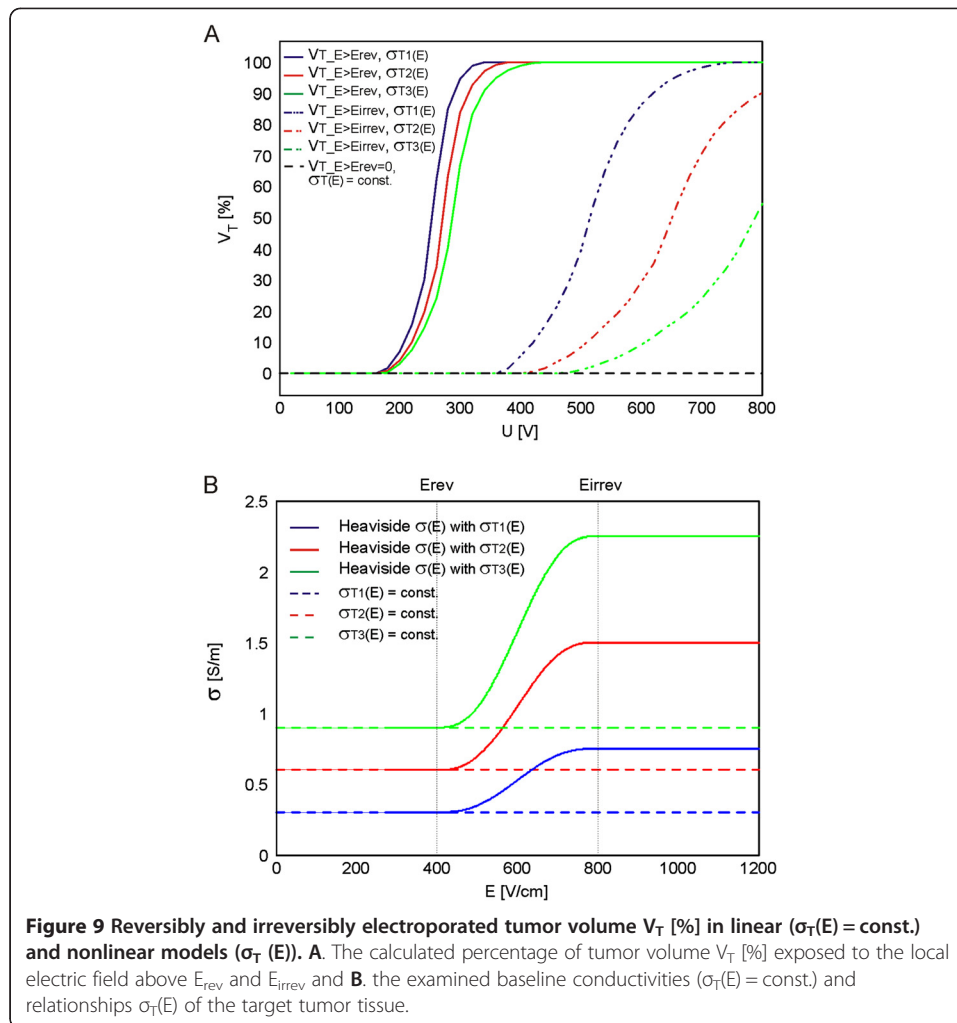 A
VT_E>Erev, σT1(E)
VT_E>Erev, σT2(E)
VT_E>Erev, σT3(E)
VT_E>Eirrev, σT1(E)
VT_E>Eirrev, σT2(E)
VT_E>Eirrev, σT3(E)
VT_E>Erev=0,
σT(E) = const.
100
90
80
70
60
50
40
30
20
10
0
VT [%]
0 100 200 300 400 500 600 700 800
U [V]
B
Erev Eirrev
Heaviside σ(E) with σT1(E)
Heaviside σ(E) with σT2(E)
Heaviside σ(E) with σT3(E)
σT1(E) = const.
σT2(E) = const.
σT3(E) = const.
2.5
2
1.5
1
0.5
0
σ [S/m]
0 200 400 600 800 1000 1200
E [V/cm]
Figure 9 Reversibly and irreversibly electroporated tumor volume VT [%] in linear (σT(E) = const.)
and nonlinear models (σT (E)). A. The calculated percentage of tumor volume VT [%] exposed to the local
electric field above Erev and Eirrev and B. the examined baseline conductivities (σT(E) = const.) and
relationships σT(E) of the target tumor tissue.